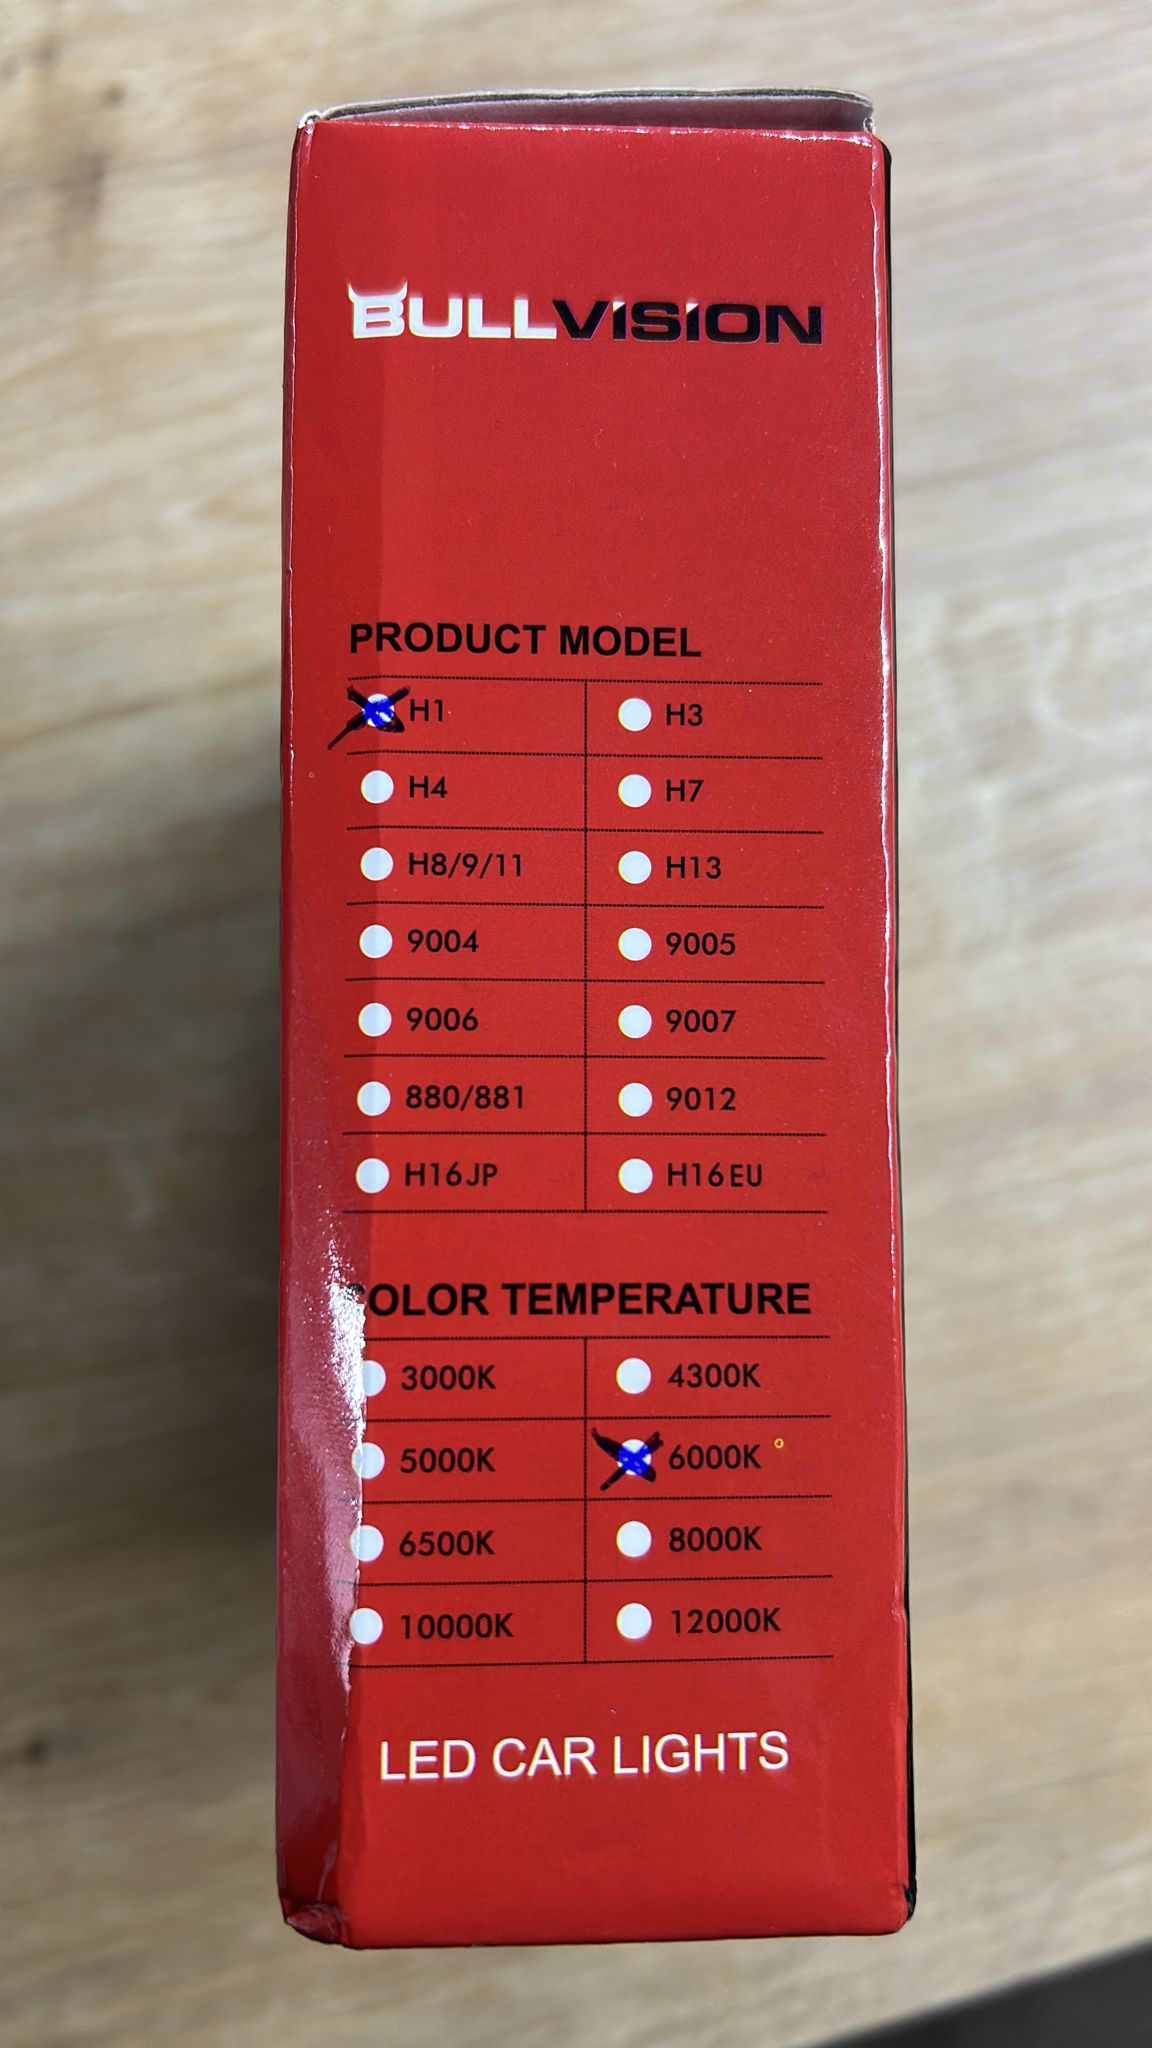 BULLVISION
PRODUCT MODEL
H1 H3
H4 H7
H8/9/11 H13
9004 9005
9006 9007
880/881 9012
H16JP H16EU
COLOR TEMPERATURE
3000K 4300K
5000K 6000K
6500K 8000K
10000K 12000K
LED CAR LIGHTS